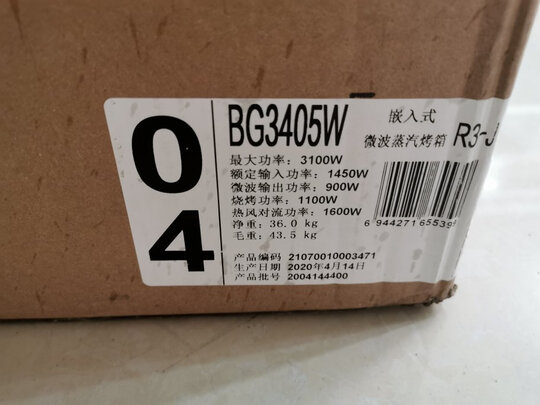 04
BG3405W
嵌入式
微波蒸汽烤箱
R3-J
最大功率：3100W
额定输入功率：1450W
微波输出功率：900W
烧烤功率：1100W
热风对流功率：1600W
净重：36.0 kg
毛重：43.5 kg
6 944271 655399
产品编码 21070010003471
生产日期 2020年4月14日
产品批号 2004144400